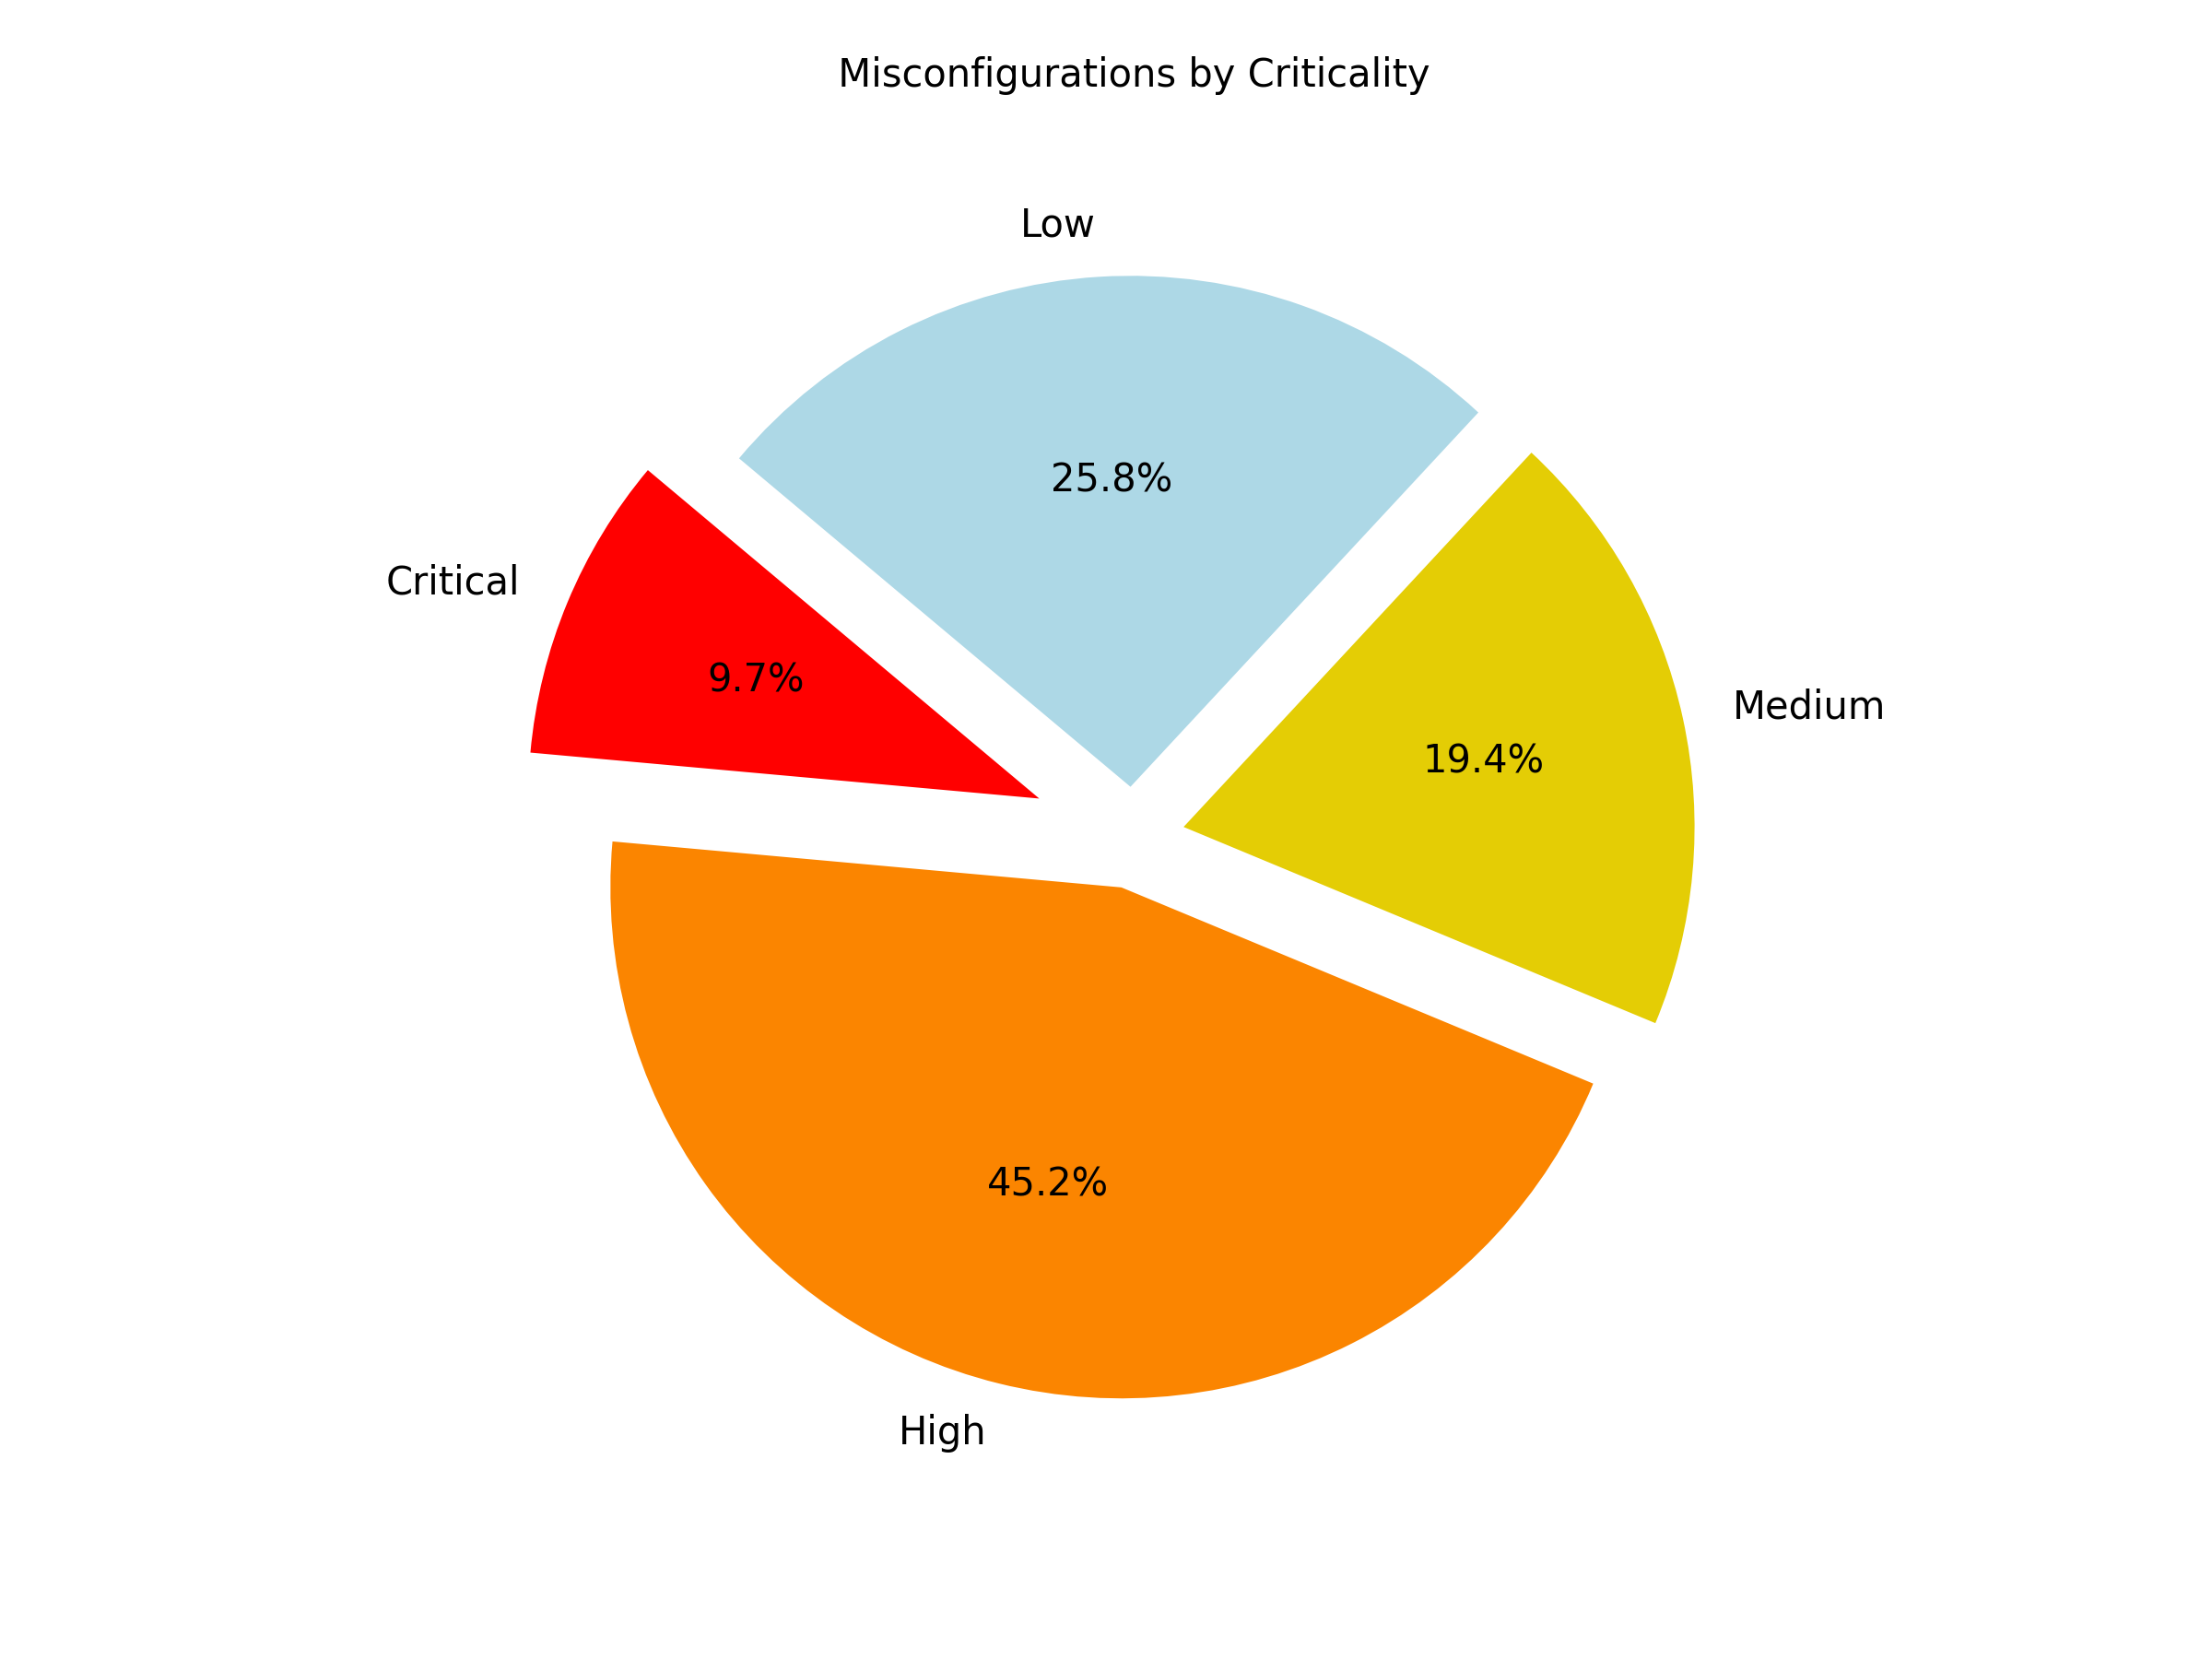 Misconfigurations by Criticality
Low
25.8%
Critical
9.7%
Medium
19.4%
45.2%
High